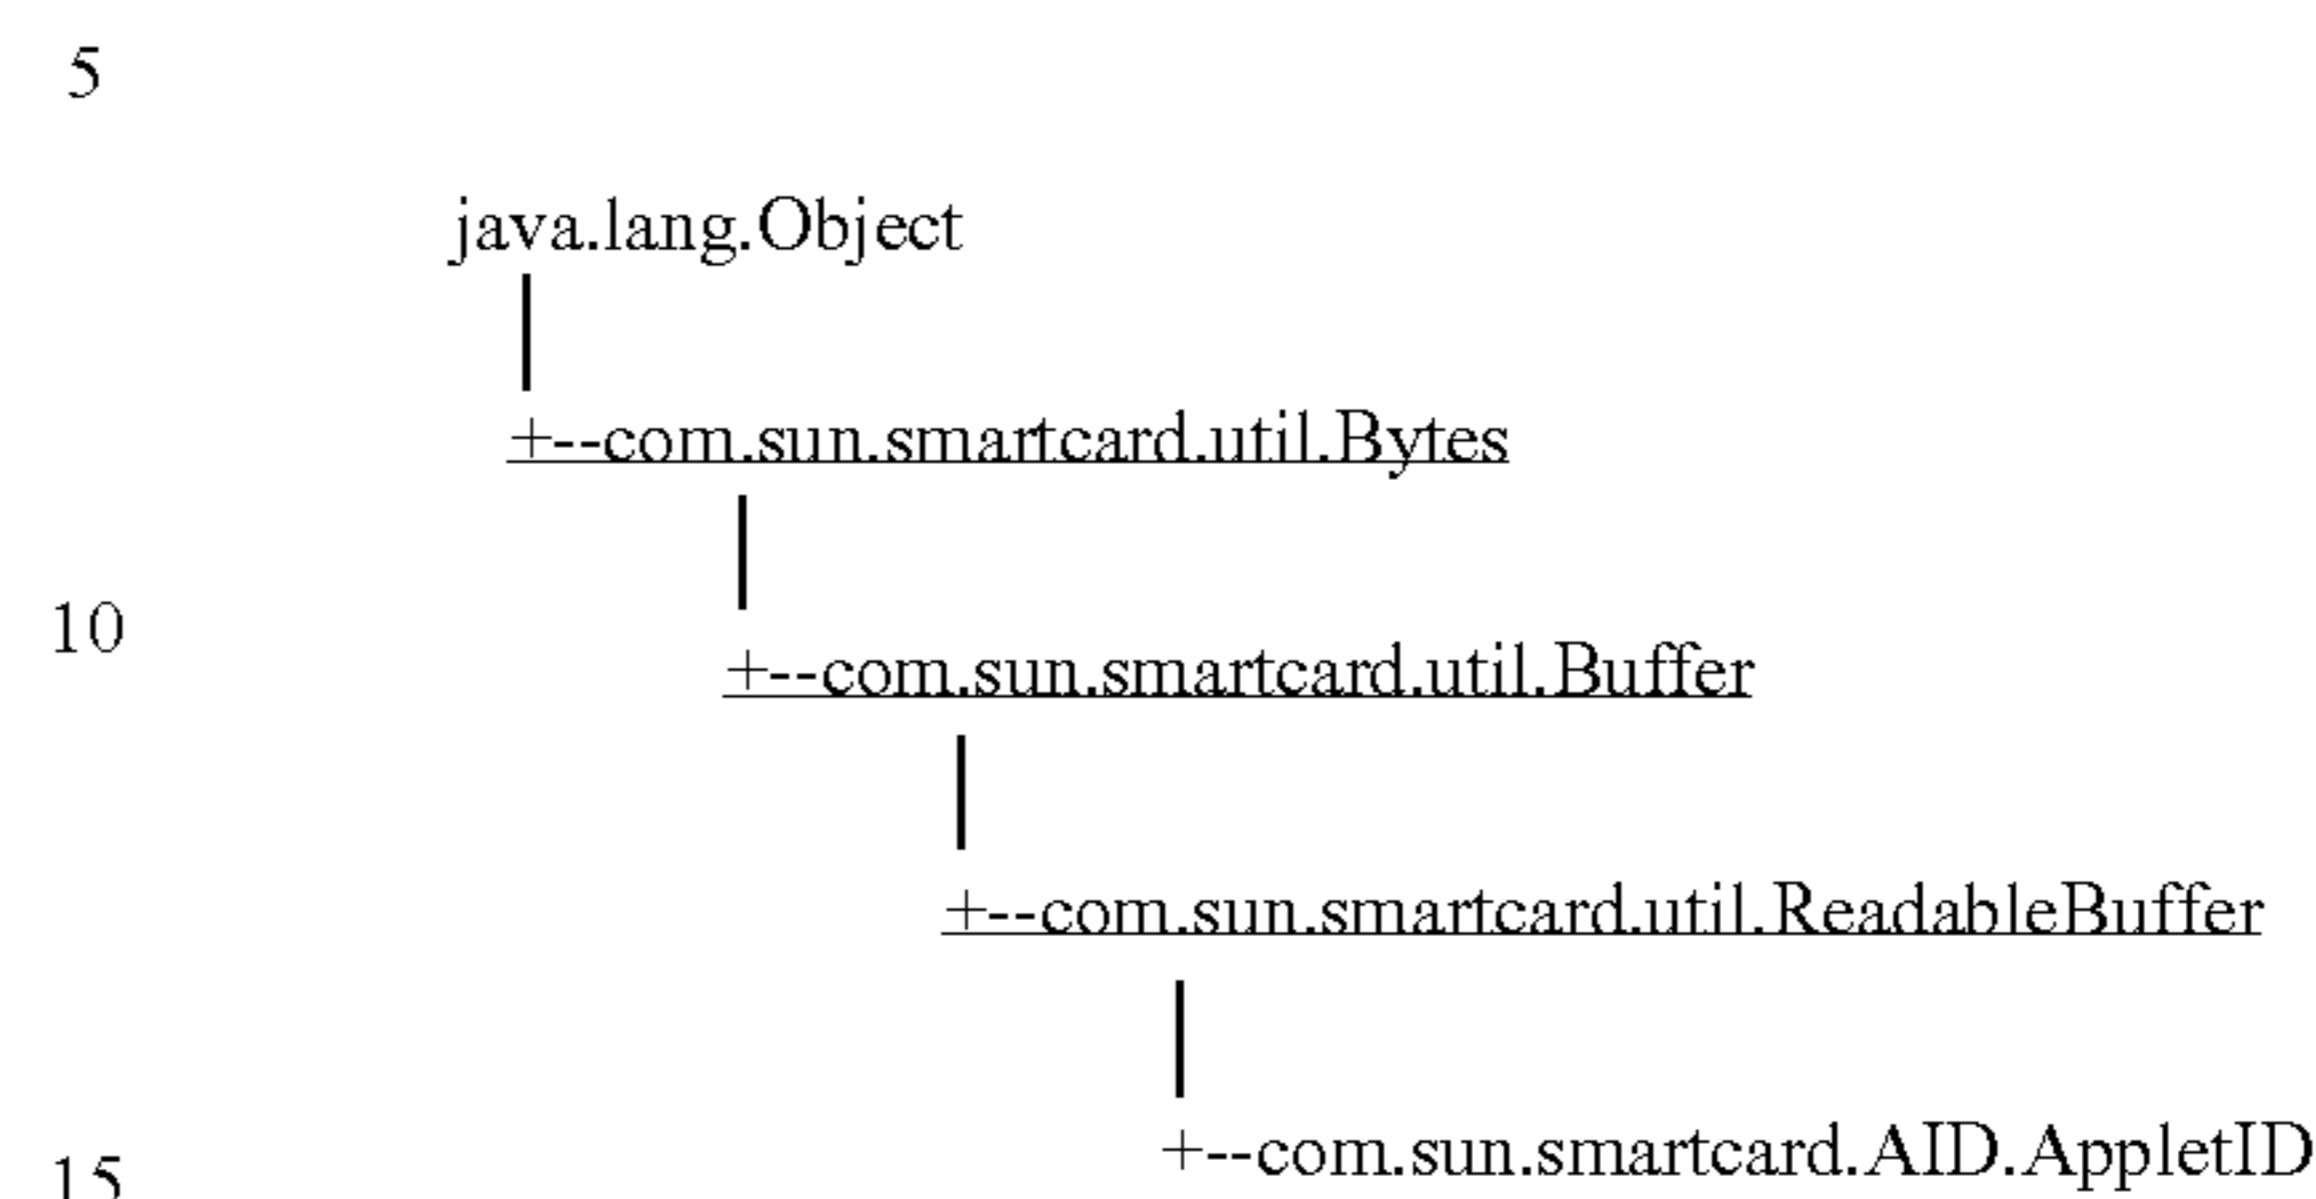 5
java.lang.Object
|
+--com.sun.smartcard.util.Bytes
|
10
+--com.sun.smartcard.util.Buffer
|
+--com.sun.smartcard.util.ReadableBuffer
|
+--com.sun.smartcard.AID.AppletID
15